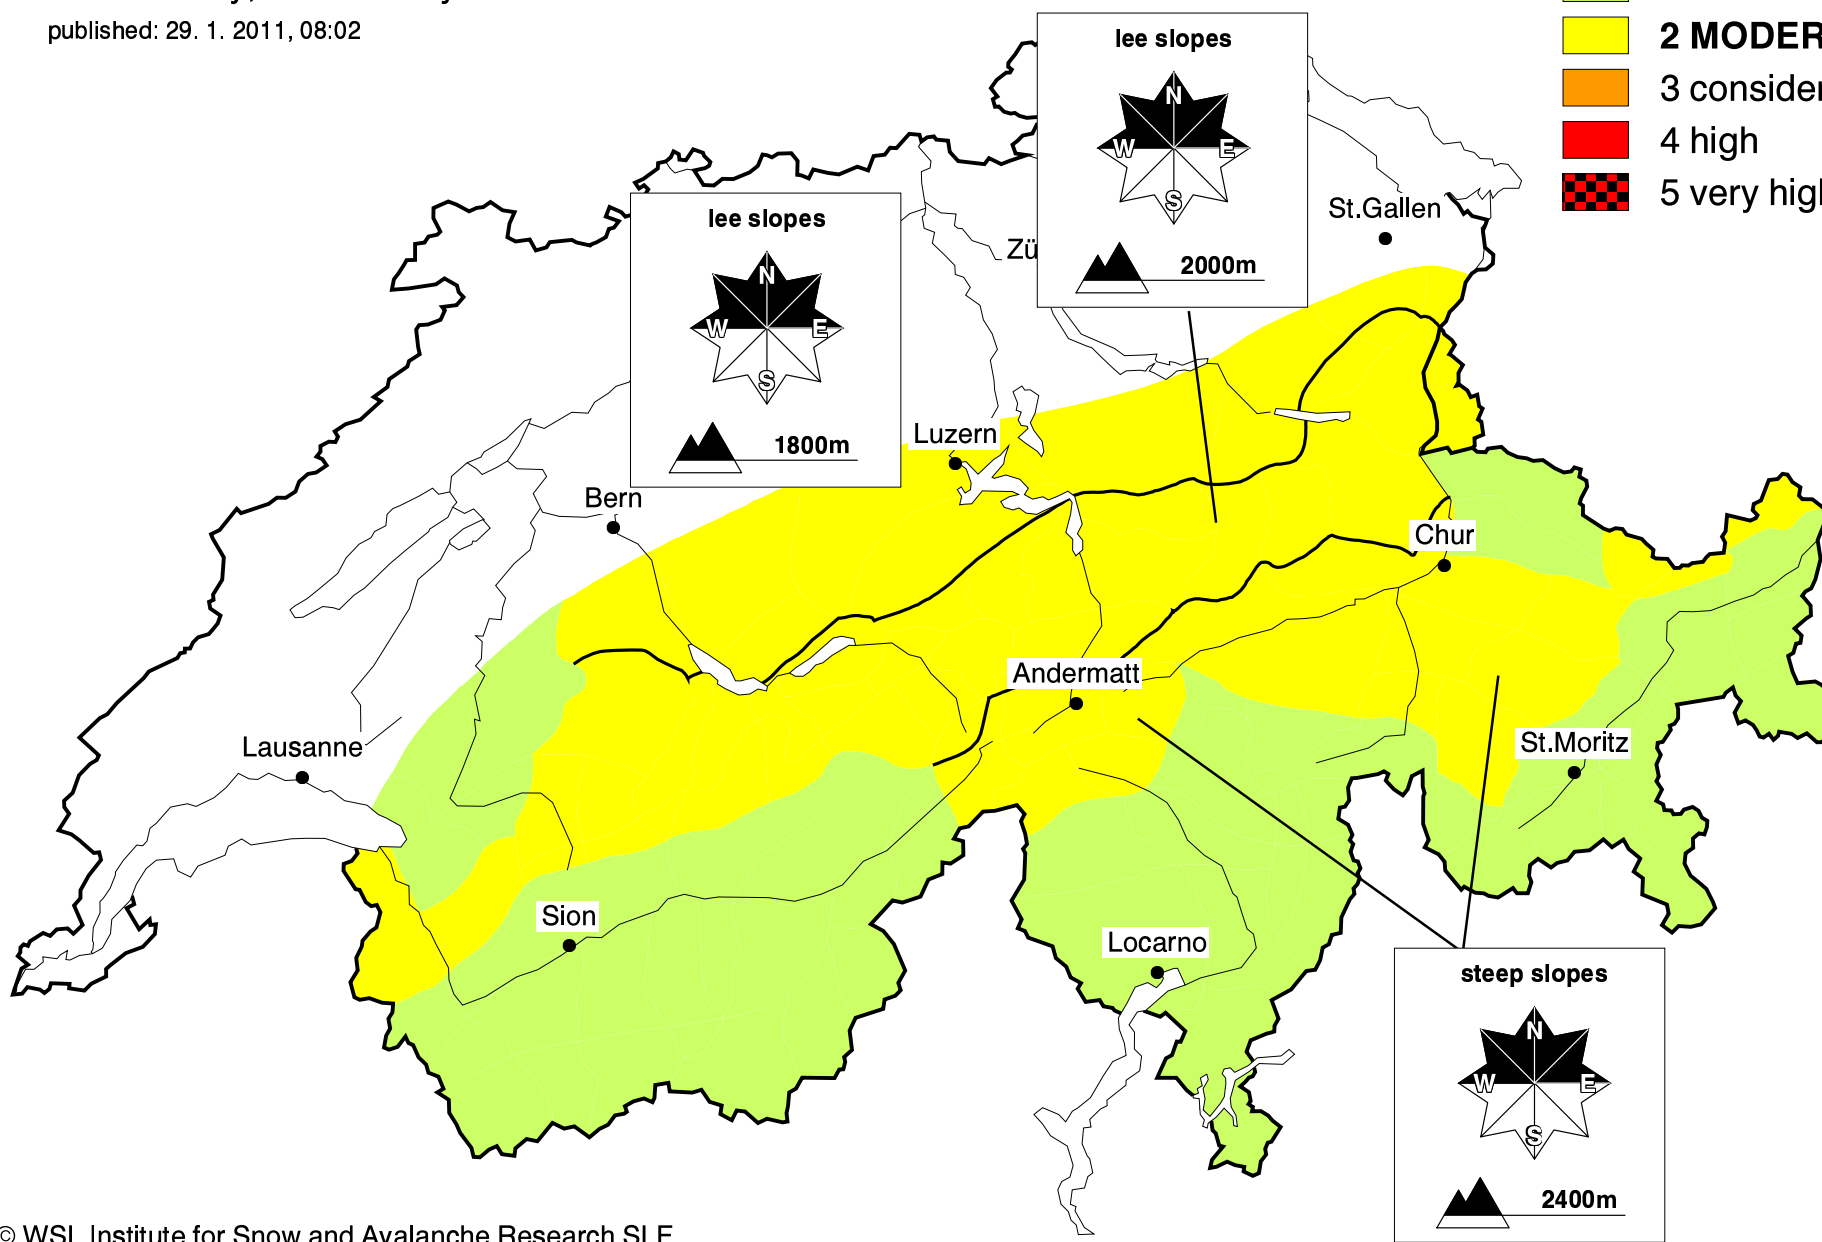 published: 29. 1. 2011, 08:02
2 MODER
3 consider
4 high
5 very high
lee slopes
N
W E
S
2000m
lee slopes
N
W E
S
1800m
St.Gallen
Zü
Luzern
Bern
Chur
Andermatt
Lausanne
St.Moritz
Sion
Locarno
steep slopes
N
W E
S
2400m
© WSL Institute for Snow and Avalanche Research SLF